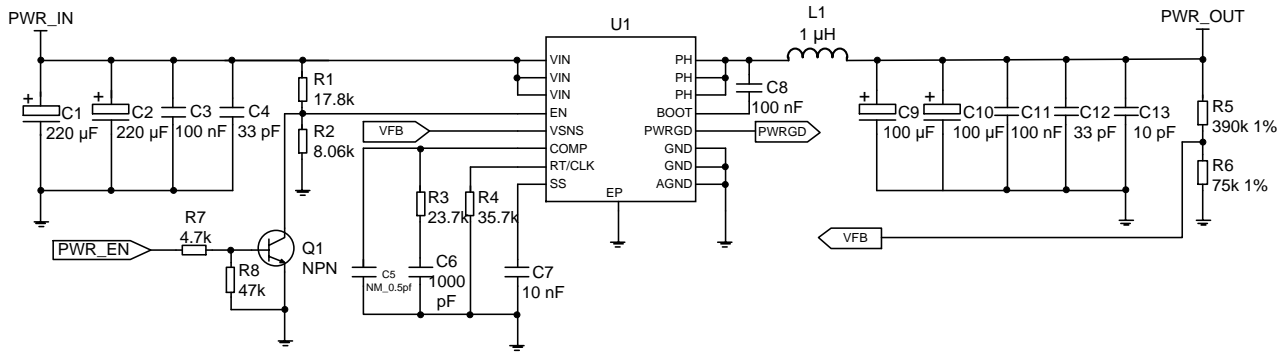 PWR_IN
C1
220 µF
C2
220 µF
C3
100 nF
C4
33 pF
R1
17.8k
R2
8.06k
PWR_EN
R7
4.7k
R8
47k
Q1
NPN
VFB
C5
NM_0.5pf
R3
23.7k
C6
1000
pF
R4
35.7k
C7
10 nF
U1
VIN
VIN
VIN
EN
VSNS
COMP
RT/CLK
SS
EP
PH
PH
PH
BOOT
PWRGD
GND
GND
AGND
PWRGD
C8
100 nF
L1
1 µH
PWR_OUT
C9
100 µF
C10
100 µF
C11
100 nF
C12
33 pF
C13
10 pF
R5
390k 1%
R6
75k 1%
VFB